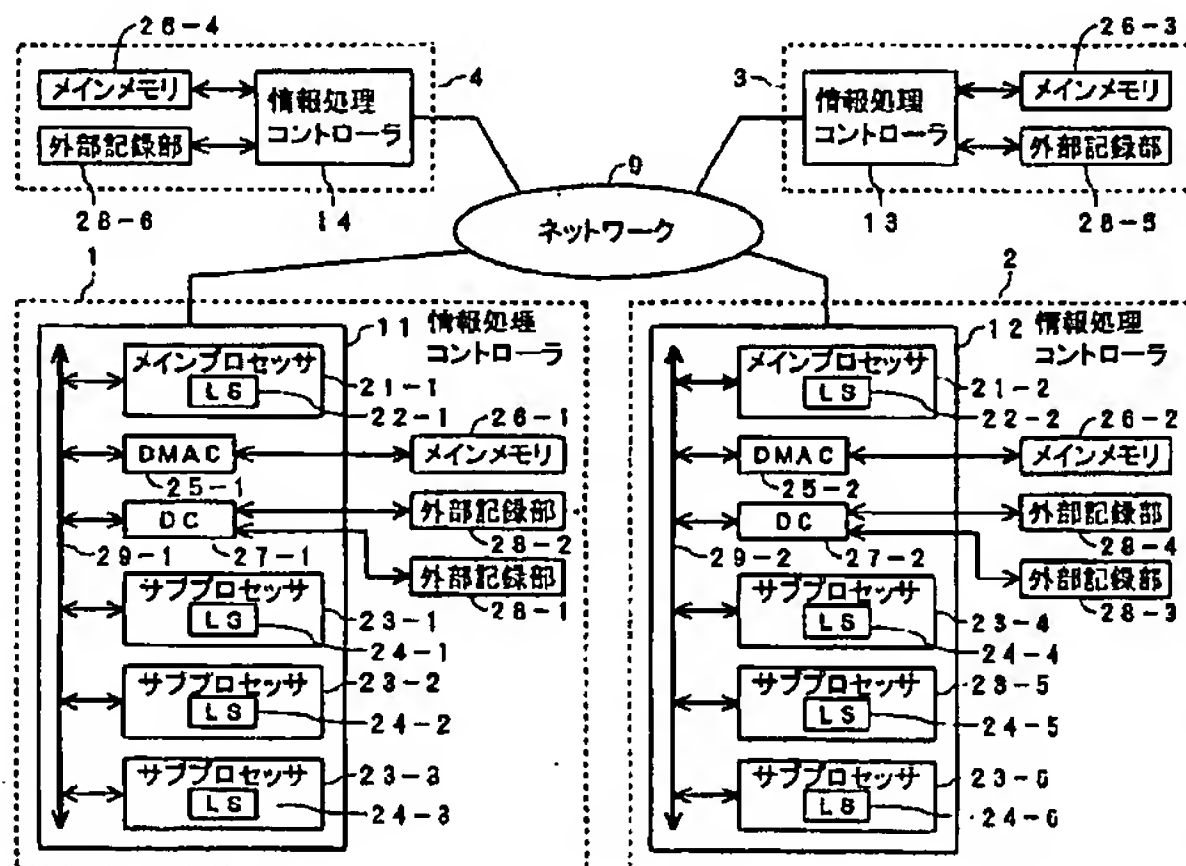 26-4
メインメモリ
外部記録部
情報処理
コントローラ
4
28-6
14
26-3
3
情報処理
コントローラ
メインメモリ
外部記録部
13
28-5
9
ネットワーク
1
11
情報処理
コントローラ
メインプロセッサ
LS
21-1
22-1
26-1
DMAC
メインメモリ
25-1
DC
外部記録部
28-2
29-1
27-1
外部記録部
28-1
サブプロセッサ
LS
23-1
24-1
サブプロセッサ
23-2
LS
24-2
サブプロセッサ
23-3
LS
24-3
2
12
情報処理
コントローラ
メインプロセッサ
LS
21-2
22-2
26-2
DMAC
メインメモリ
25-2
DC
外部記録部
28-4
29-2
27-2
外部記録部
28-3
サブプロセッサ
LS
23-4
24-4
サブプロセッサ
23-5
LS
24-5
サブプロセッサ
23-6
LS
24-6